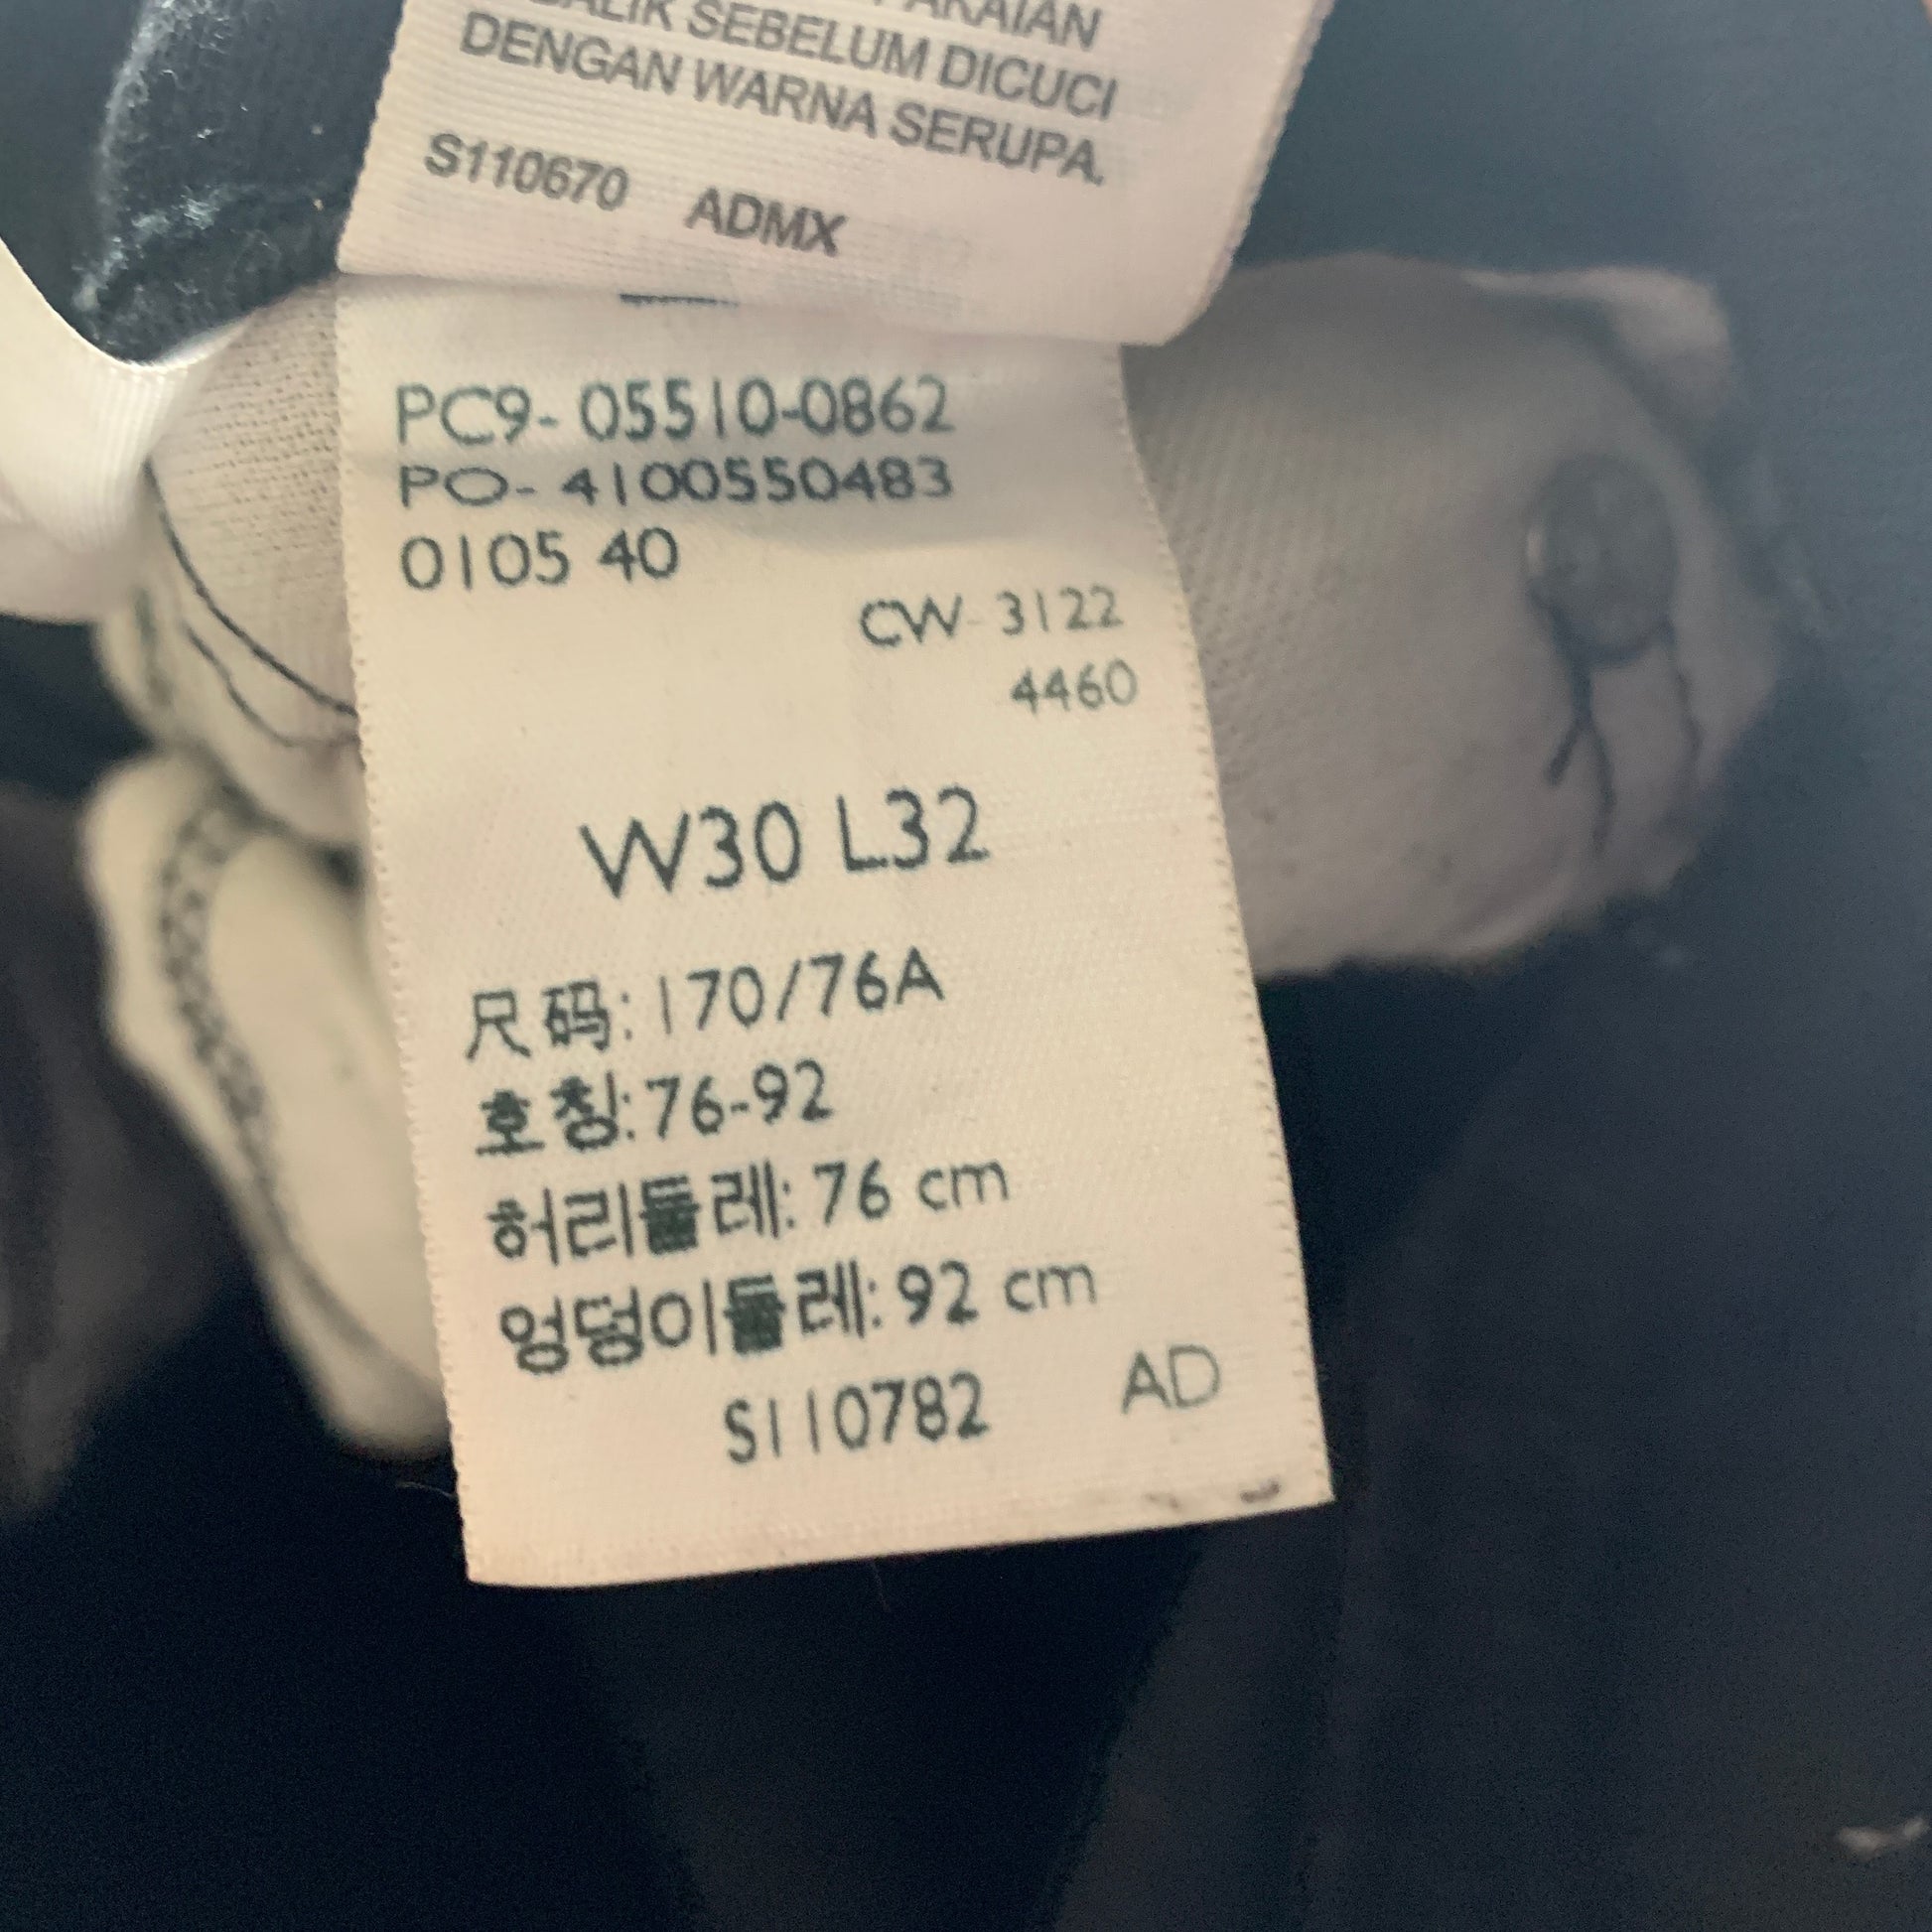 SEBELUM DICUCI
DENGAN WARNA SERUPA.
S110670 ADMX
PC9- 05510-0862
PO- 4100550483
0105 40
CW- 3122
4460
W30 L32
尺码: 170/76A
호칭: 76-92
허리둘레: 76 cm
엉덩이둘레: 92 cm
S110782 AD